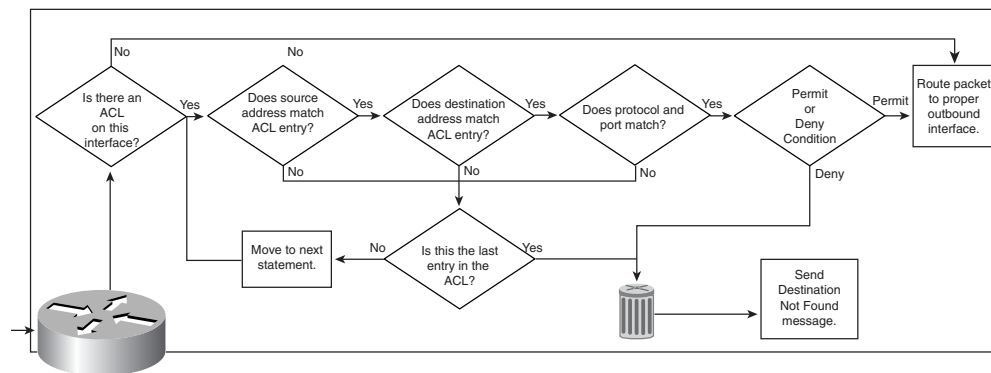 No
No
Is there an
ACL
on this
interface?
Yes
Does source
address match
ACL entry?
Yes
Does destination
address match
ACL entry?
Yes
Does protocol and
port match?
Yes
Permit
or
Deny
Condition
Permit
Route packet
to proper
outbound
interface.
No
No
No
Deny
Move to next
statement.
No
Is this the last
entry in the
ACL?
Yes
Send
Destination
Not Found
message.